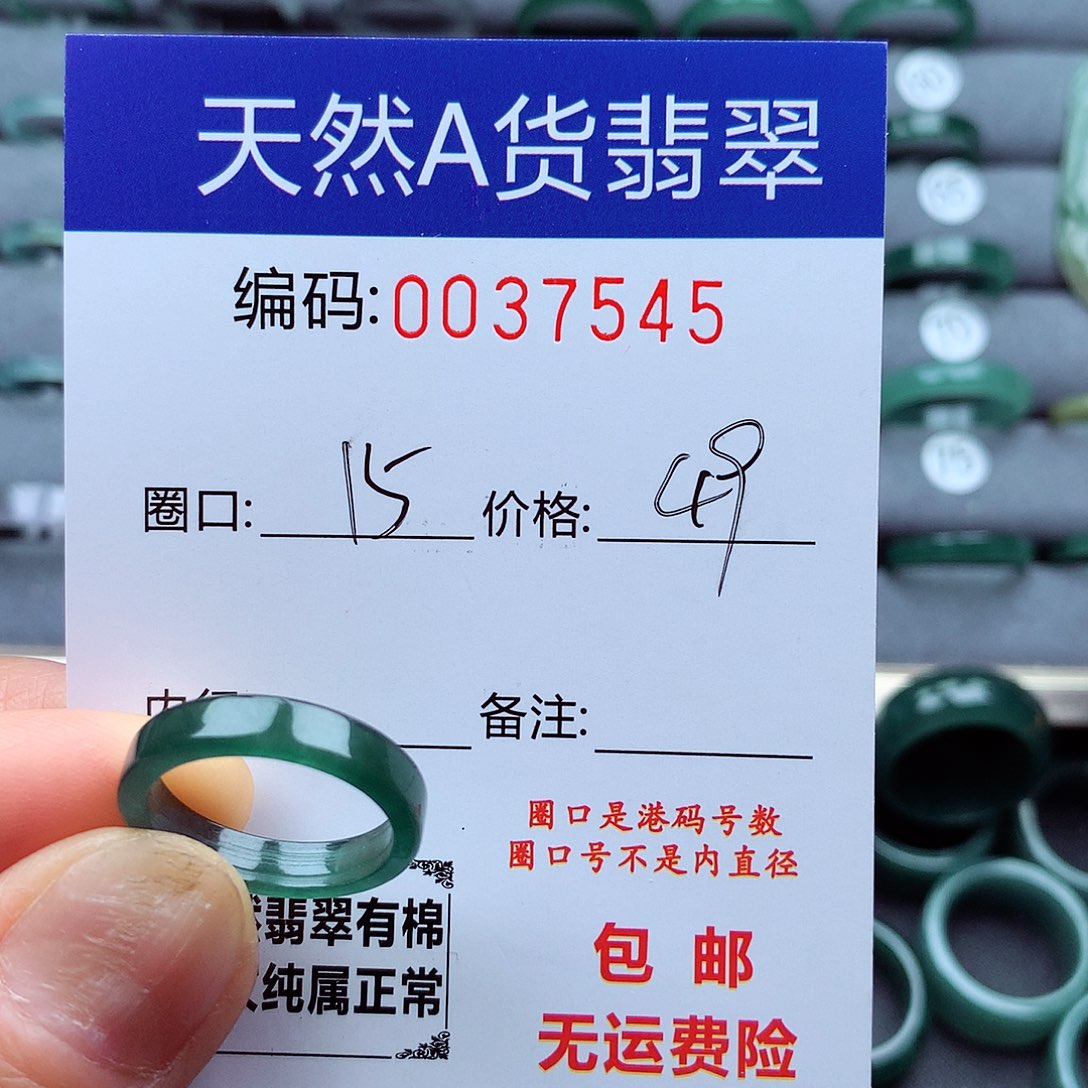 天然A货翡翠
编码:0037545
圈口: 15 价格: 49
备注:
圈口是港码号数
圈口号不是内直径
翡翠有棉
纯属正常
包 邮
无运费险